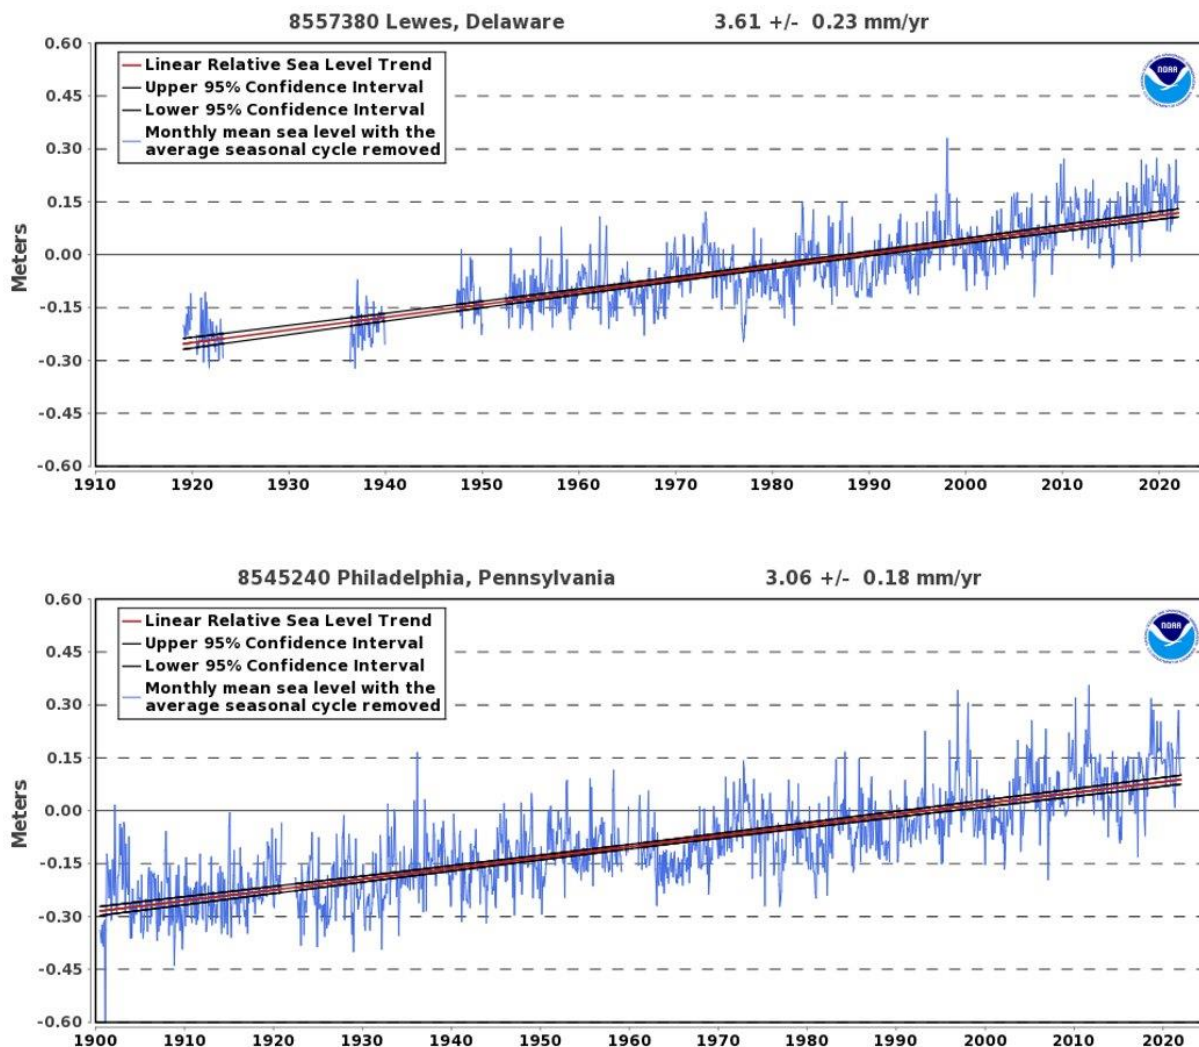 8557380 Lewes, Delaware 3.61 +/- 0.23 mm/yr
0.60
Linear Relative Sea Level Trend
Upper 95% Confidence Interval
Lower 95% Confidence Interval
Monthly mean sea level with the
average seasonal cycle removed
NOAA
0.45
0.30
0.15
0.00
-0.15
-0.30
-0.45
-0.60
Meters
1910 1920 1930 1940 1950 1960 1970 1980 1990 2000 2010 2020
8545240 Philadelphia, Pennsylvania 3.06 +/- 0.18 mm/yr
0.60
Linear Relative Sea Level Trend
Upper 95% Confidence Interval
Lower 95% Confidence Interval
Monthly mean sea level with the
average seasonal cycle removed
NOAA
0.45
0.30
0.15
0.00
-0.15
-0.30
-0.45
-0.60
Meters
1900 1910 1920 1930 1940 1950 1960 1970 1980 1990 2000 2010 2020